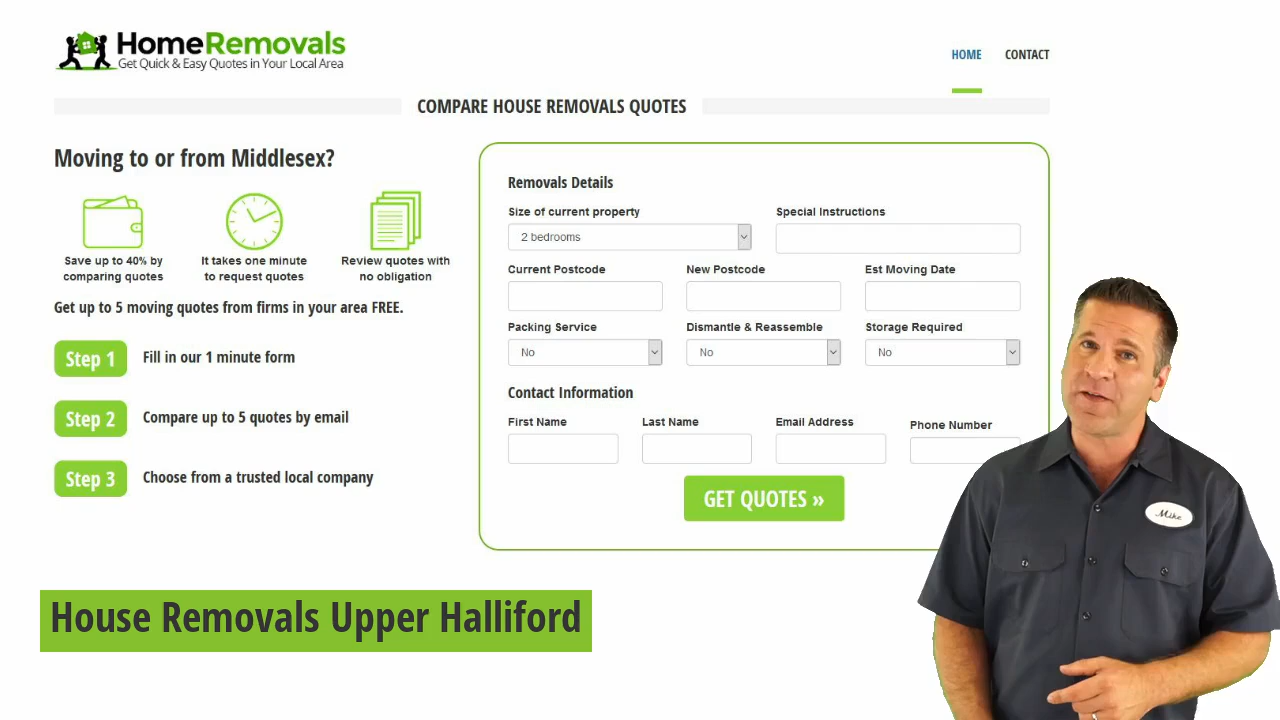 HomeRemovals
Get Quick & Easy Quotes in Your Local Area
HOME
CONTACT
COMPARE HOUSE REMOVALS QUOTES
Moving to or from Middlesex?
Save up to 40% by
comparing quotes
It takes one minute
to request quotes
Review quotes with
no obligation
Get up to 5 moving quotes from firms in your area FREE.
Step 1
Fill in our 1 minute form
Step 2
Compare up to 5 quotes by email
Step 3
Choose from a trusted local company
Removals Details
Size of current property
Special Instructions
2 bedrooms
Current Postcode
New Postcode
Est Moving Date
Packing Service
Dismantle & Reassemble
Storage Required
No
No
No
Contact Information
First Name
Last Name
Email Address
Phone Number
GET QUOTES »
Mike
House Removals Upper Halliford